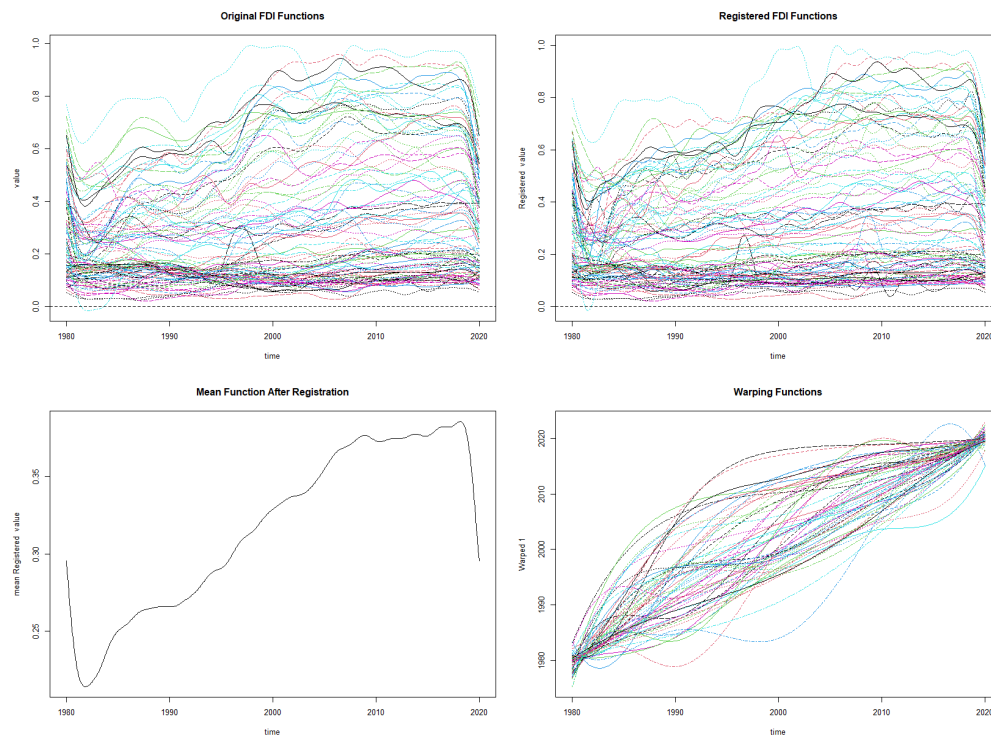 Original FDI Functions
value
0.0 0.2 0.4 0.6 0.8 1.0
1980 1990 2000 2010 2020
time
Registered FDI Functions
Registered value
0.0 0.2 0.4 0.6 0.8 1.0
1980 1990 2000 2010 2020
time
Mean Function After Registration
mean Registered value
0.25 0.30 0.35
1980 1990 2000 2010 2020
time
Warping Functions
Warped 1
1980 1990 2000 2010 2020
1980 1990 2000 2010 2020
time